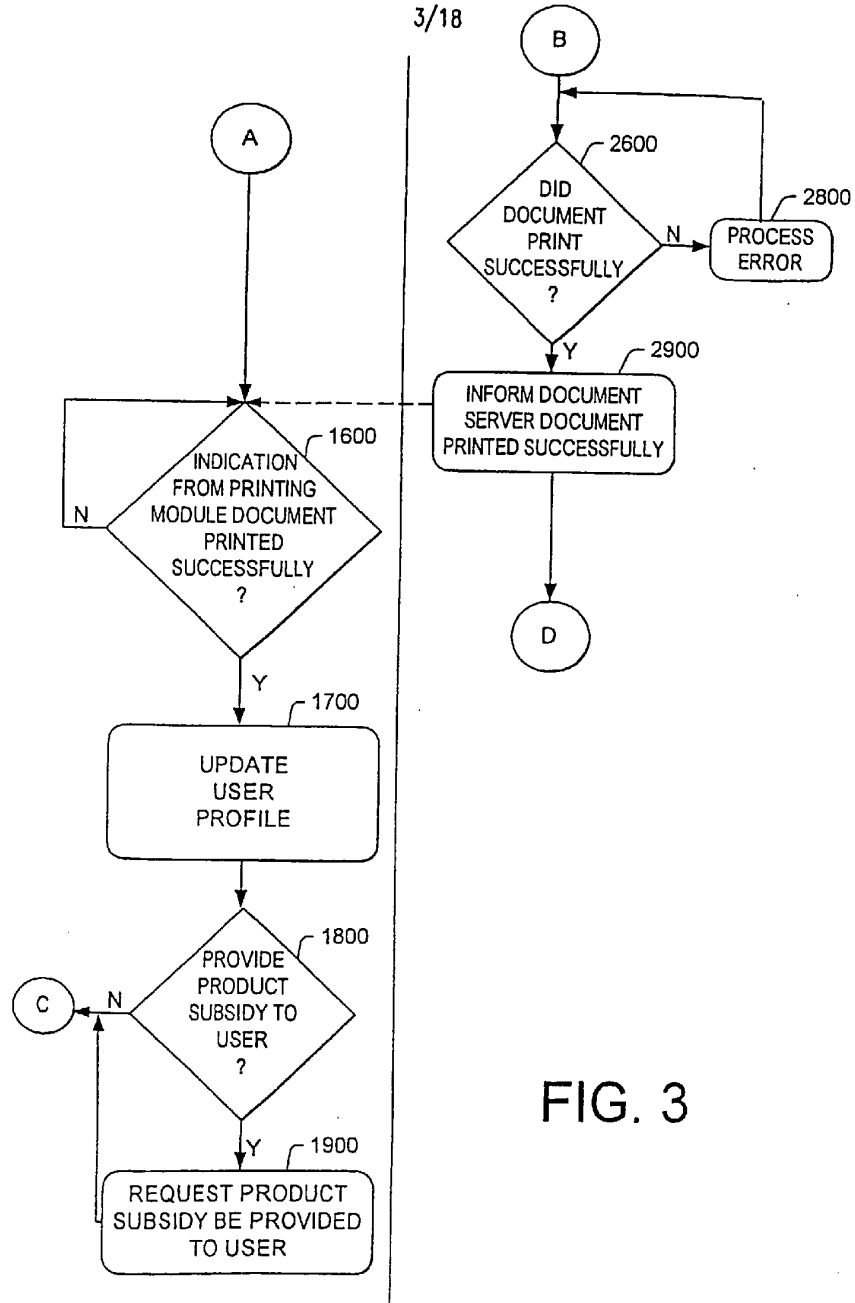 3/18
A
1600
INDICATION
FROM PRINTING
MODULE DOCUMENT
PRINTED
SUCCESSFULLY
?
N
Y
1700
UPDATE
USER
PROFILE
1800
PROVIDE
PRODUCT
SUBSIDY TO
USER
?
N
C
Y
1900
REQUEST PRODUCT
SUBSIDY BE PROVIDED
TO USER
B
2600
DID
DOCUMENT
PRINT
SUCCESSFULLY
?
N
2800
PROCESS
ERROR
Y
2900
INFORM DOCUMENT
SERVER DOCUMENT
PRINTED SUCCESSFULLY
D
FIG. 3